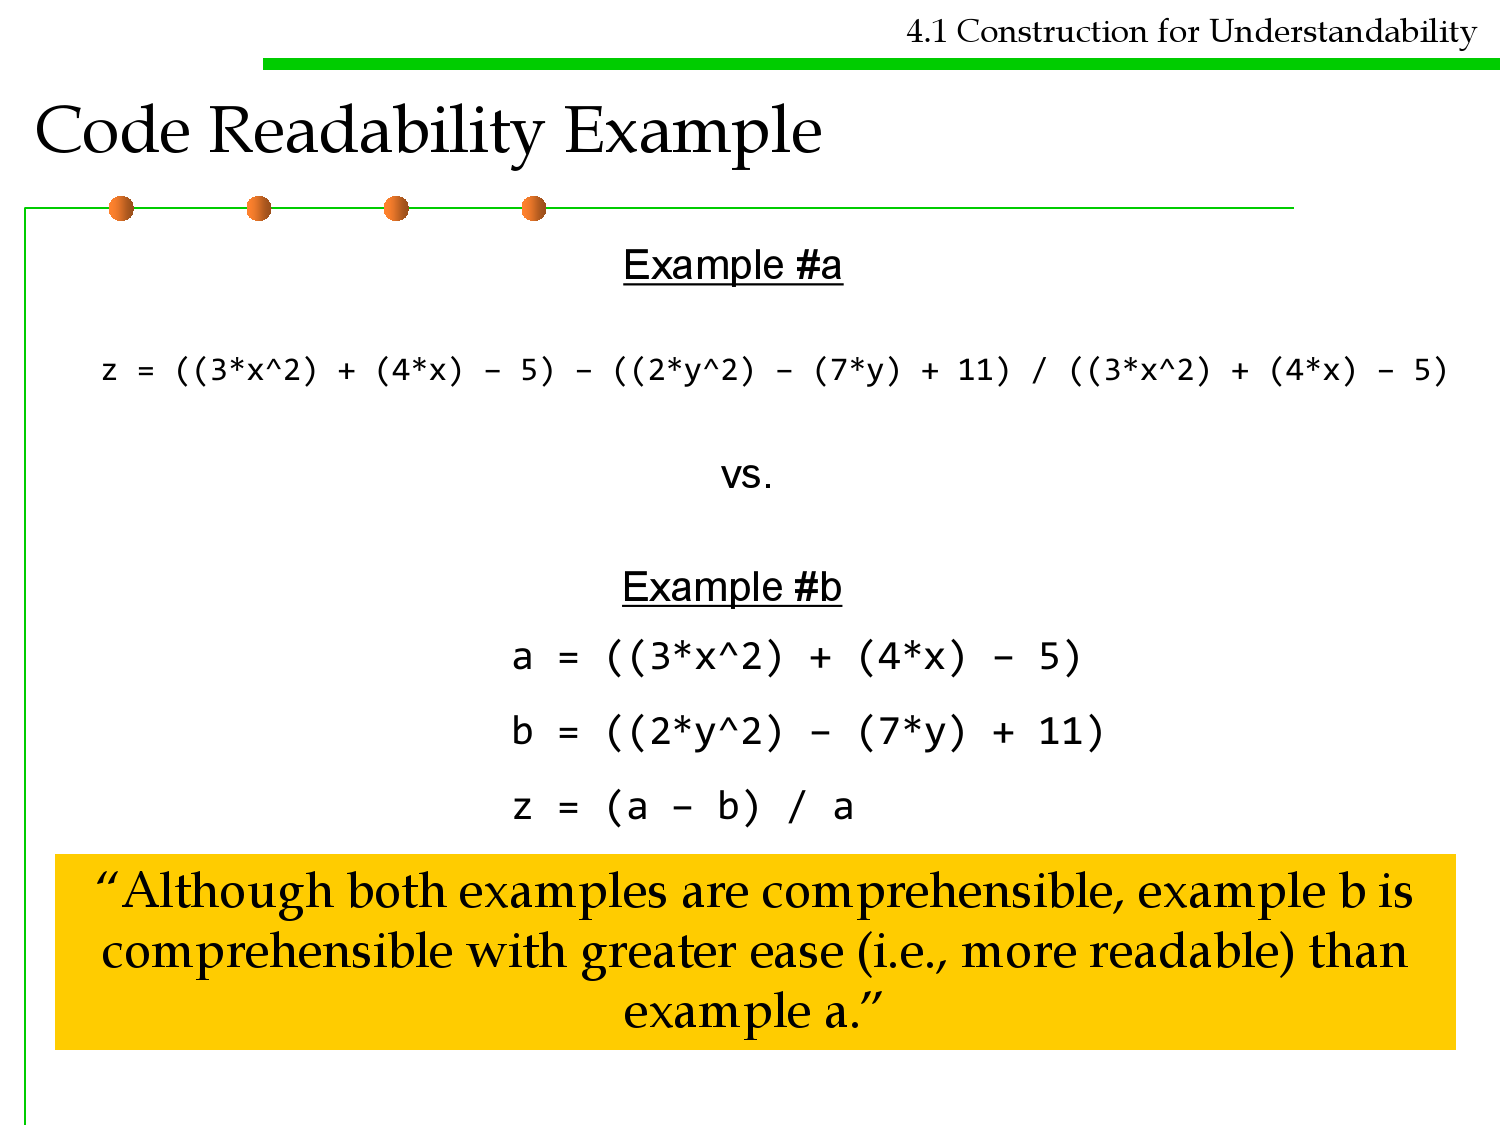 4.1 Construction for Understandability
Code Readability Example
Example #a
z = ((3*x^2) + (4*x) – 5) – ((2*y^2) – (7*y) + 11) / ((3*x^2) + (4*x) – 5)
vs.
Example #b
a = ((3*x^2) + (4*x) – 5)
b = ((2*y^2) – (7*y) + 11)
z = (a – b) / a
“Although both examples are comprehensible, example b is
comprehensible with greater ease (i.e., more readable) than
example a.”